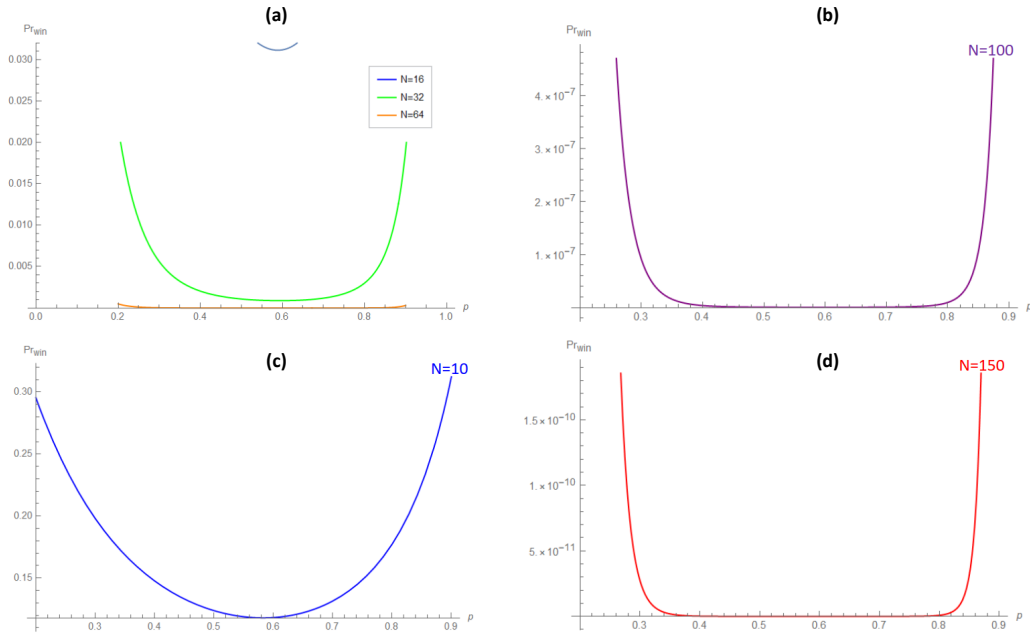 (a)
Pr_win
0.030
0.025
0.020
0.015
0.010
0.005
0.0 0.2 0.4 0.6 0.8 1.0 p
N=16
N=32
N=64
(b)
Pr_win
N=100
4.×10^-7
3.×10^-7
2.×10^-7
1.×10^-7
0.3 0.4 0.5 0.6 0.7 0.8 0.9 p
(c)
Pr_win
N=10
0.30
0.25
0.20
0.15
0.3 0.4 0.5 0.6 0.7 0.8 0.9 p
(d)
Pr_win
N=150
1.5×10^-10
1.×10^-10
5.×10^-11
0.3 0.4 0.5 0.6 0.7 0.8 0.9 p